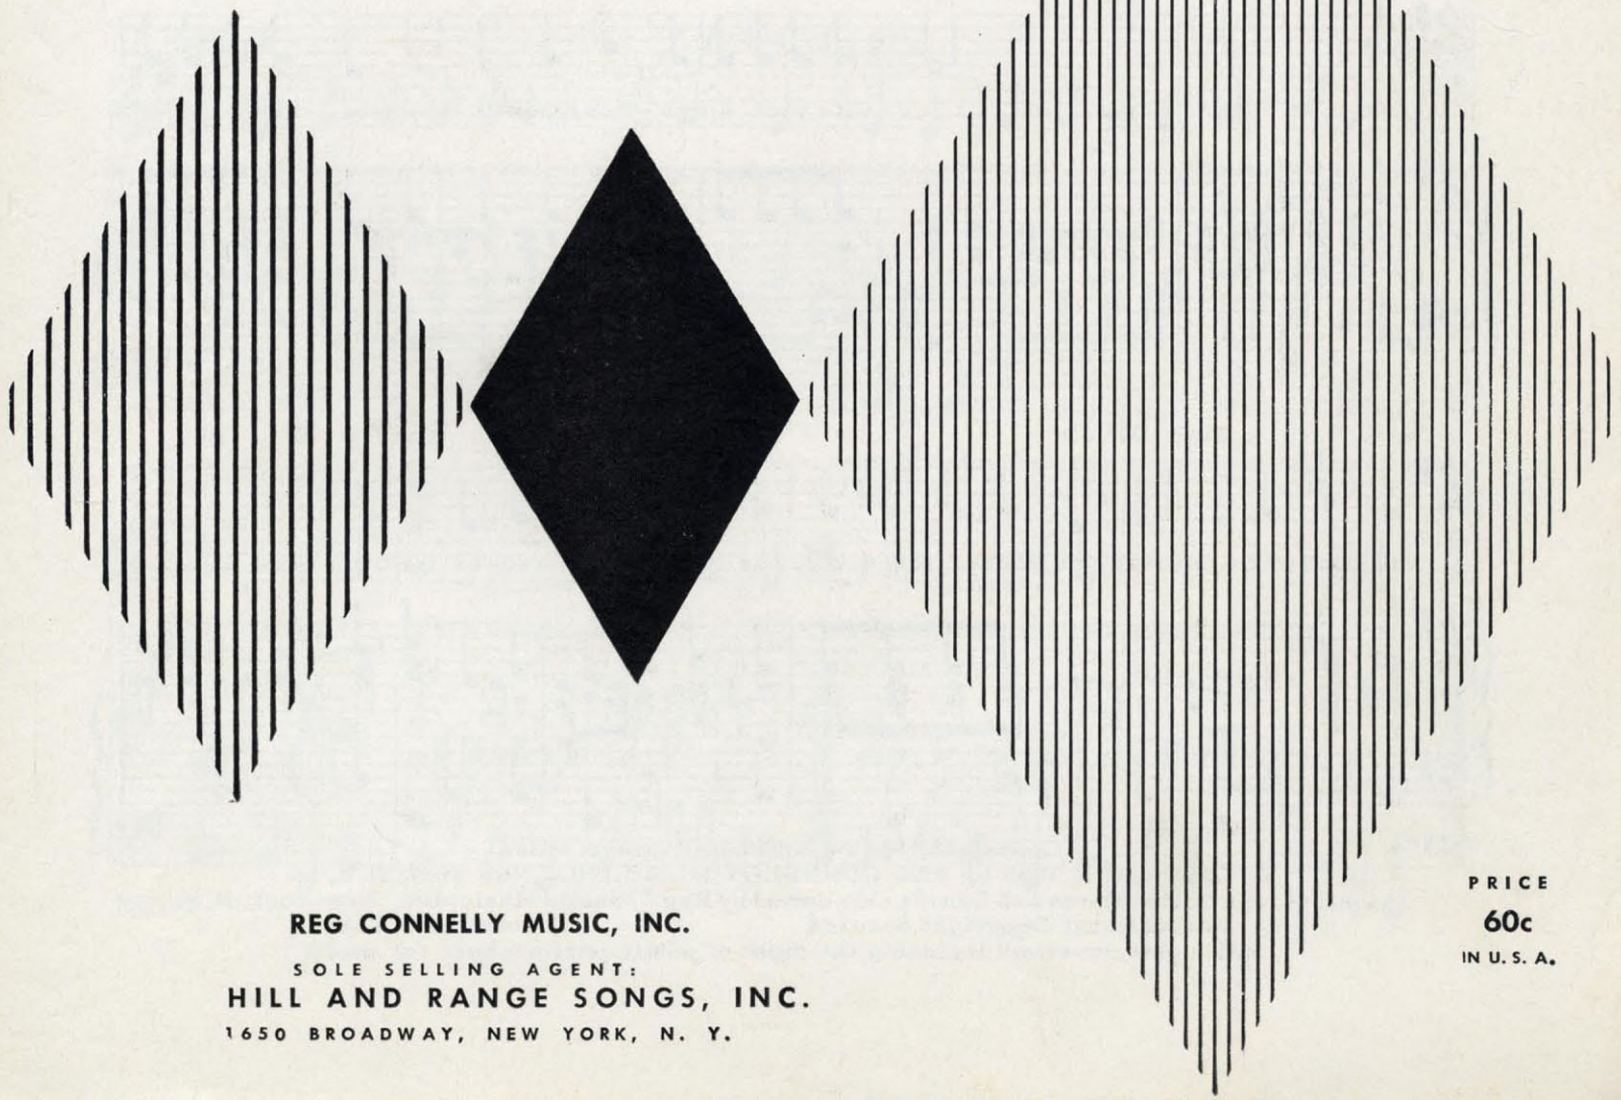 REG CONNELLY MUSIC, INC.
SOLE SELLING AGENT:
HILL AND RANGE SONGS, INC.
1650 BROADWAY, NEW YORK, N. Y.
PRICE
60c
IN U. S. A.